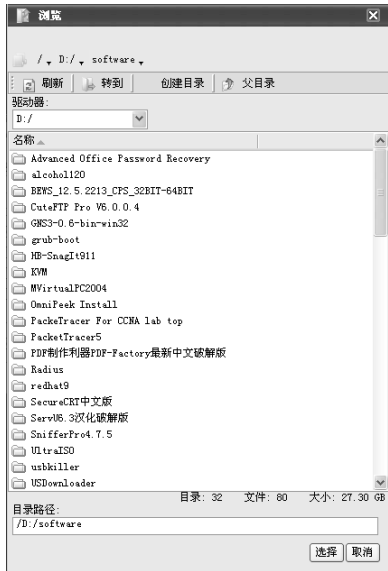 浏览
/ D:/ software
刷新 转到 创建目录 父目录
驱动器:
D:/
名称
Advanced Office Password Recovery
alcohol120
BEWS_12.5.2213_CPS_32BIT-64BIT
CuteFTP Pro V6.0.0.4
GNS3-0.6-bin-win32
grub-boot
HB-SnagIt911
KVM
MVirtualPC2004
OmniPeek Install
PackeTracer For CCNA lab top
PacketTracer5
PDF制作利器PDF-Factory最新中文破解版
Radius
redhat9
SecureCRT中文版
ServU6.3汉化破解版
SnifferPro4.7.5
UltraISO
usbkiller
USDownloader
目录: 32 文件: 80 大小: 27.30 GB
目录路径:
/D:/software
选择 取消